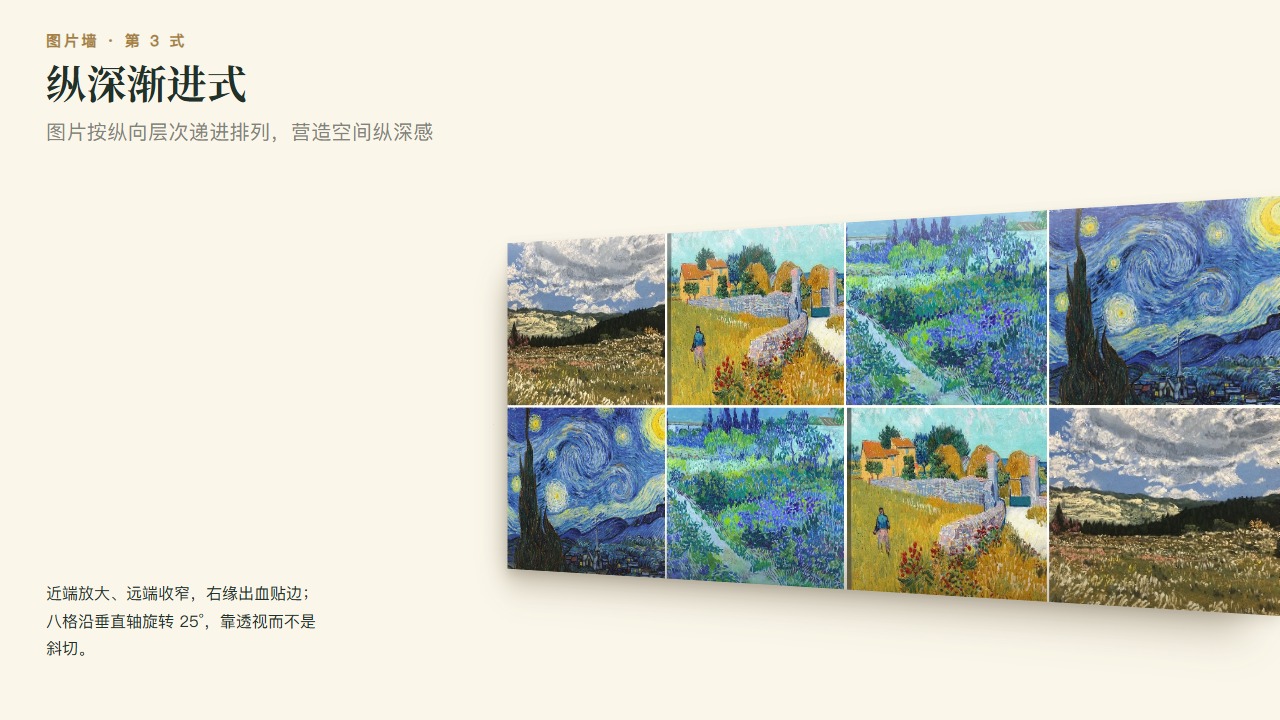 图片墙 · 第 3 式
纵深渐进式
图片按纵向层次递进排列，营造空间纵深感
近端放大、远端收窄，右缘出血贴边；
八格沿垂直轴旋转 25°，靠透视而不是
斜切。